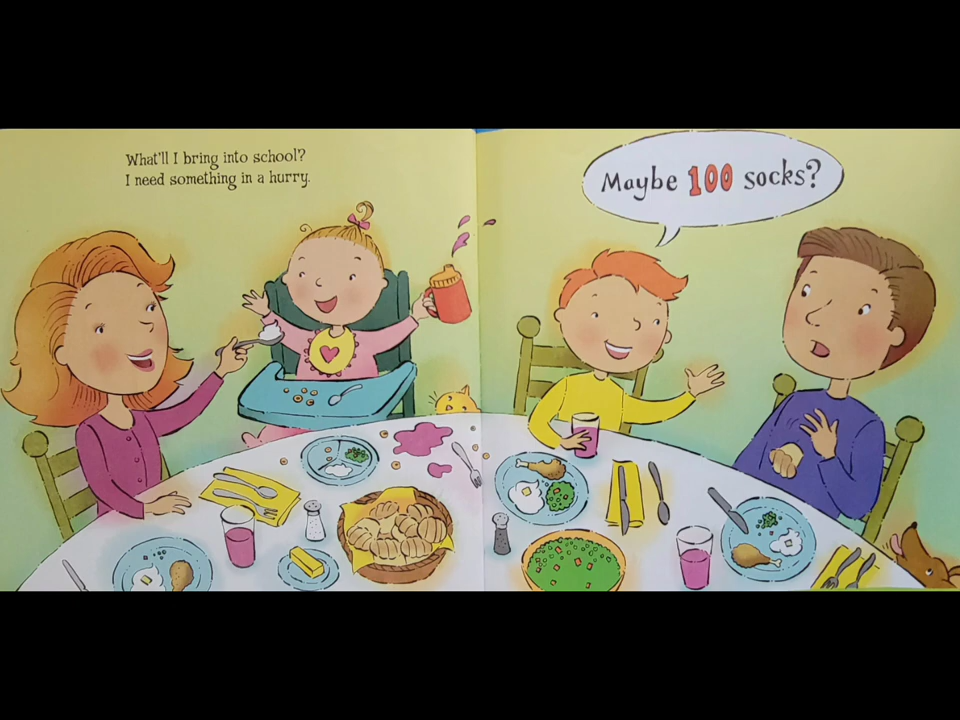 What'll I bring into school?
I need something in a hurry.
Maybe 100 socks?